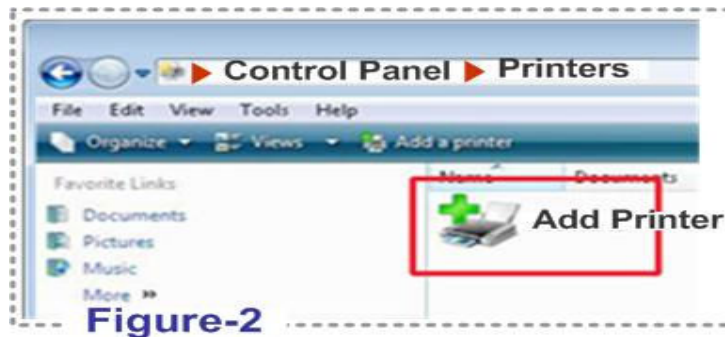 Control Panel Printers
File Edit View Tools Help
Organize Views Add a printer
Name Documents
Favorite Links
Add Printer
Documents
Pictures
Music
More »
Figure-2